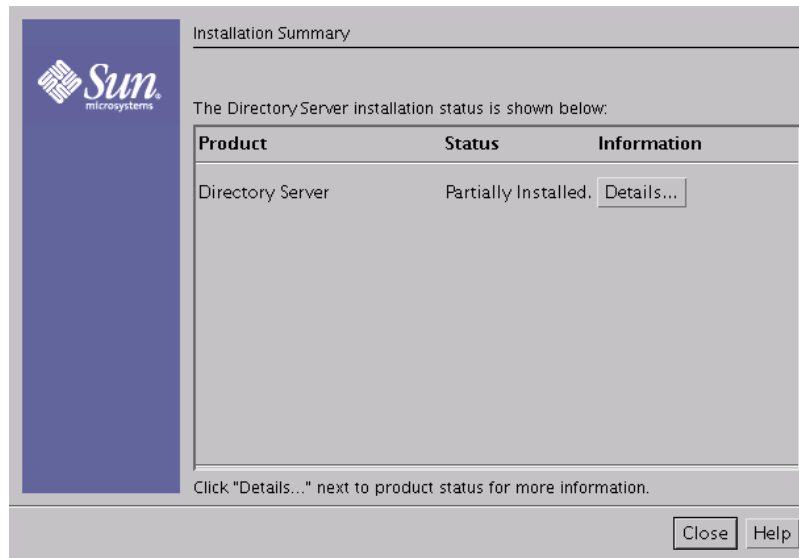 Installation Summary
Sun.
microsystems
The Directory Server installation status is shown below:
Product Status Information
Directory Server Partially Installed. Details...
Click "Details..." next to product status for more information.
Close Help